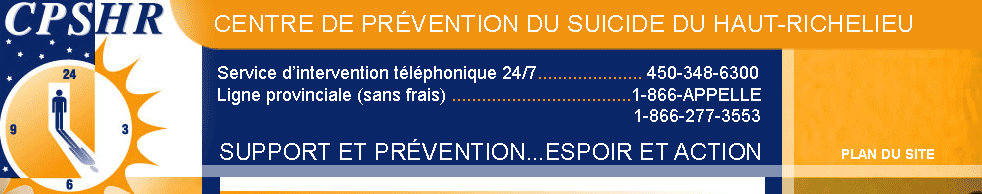 CPSHR
CENTRE DE PRÉVENTION DU SUICIDE DU HAUT-RICHELIEU
24
9
3
6
Service d'intervention téléphonique 24/7...................... 450-348-6300
Ligne provinciale (sans frais) ...................................1-866-APPELLE
1-866-277-3553
SUPPORT ET PRÉVENTION...ESPOIR ET ACTION
PLAN DU SITE